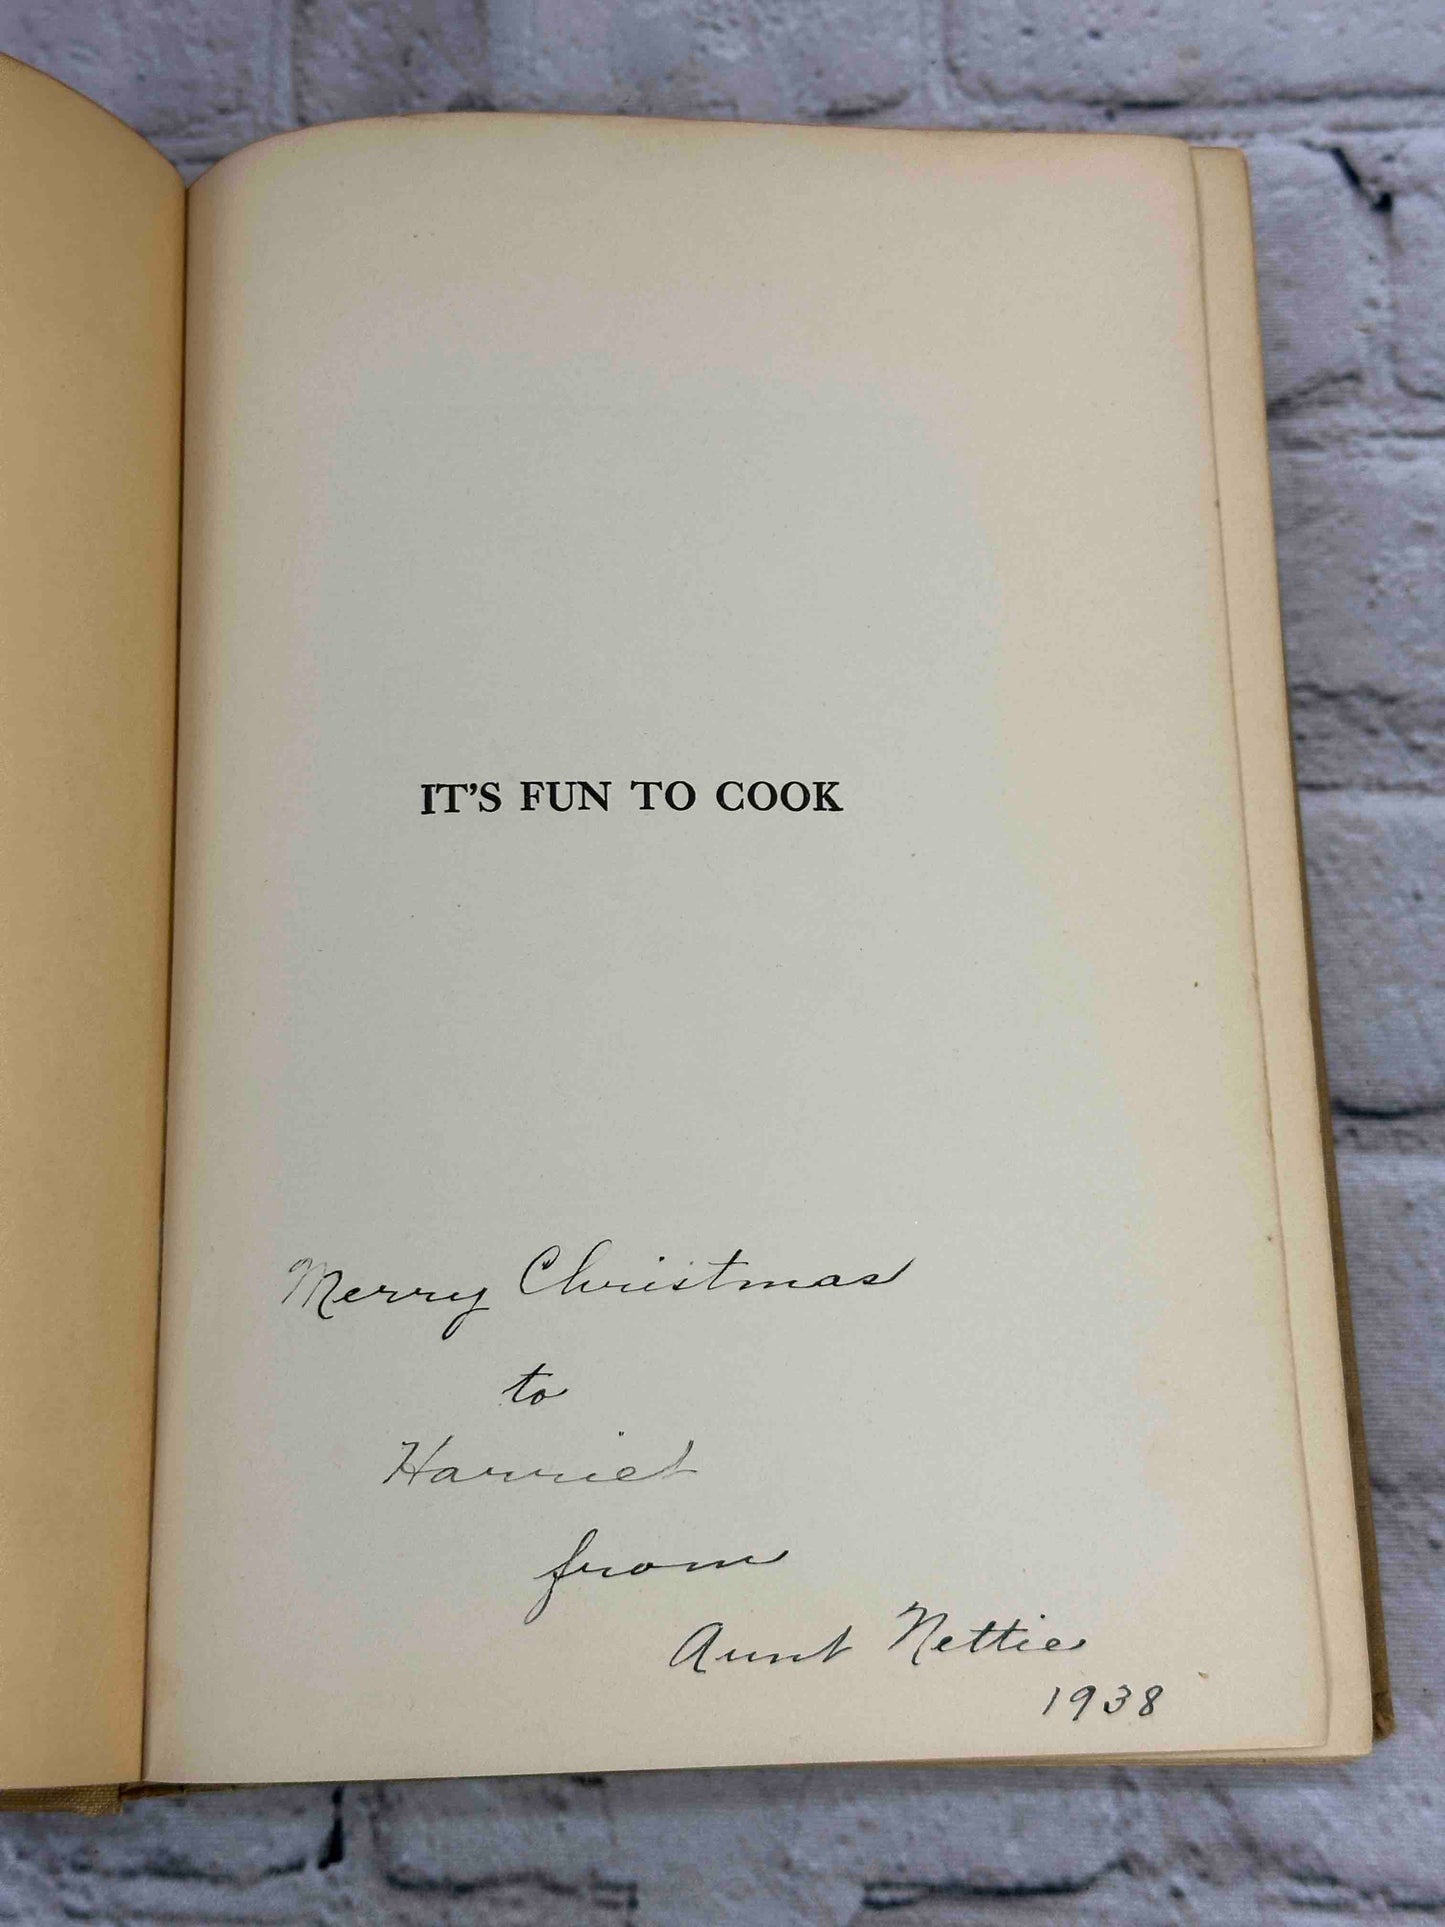 IT'S FUN TO COOK
Merry Christmas
to
Harriet
from
Aunt Nettie
1938